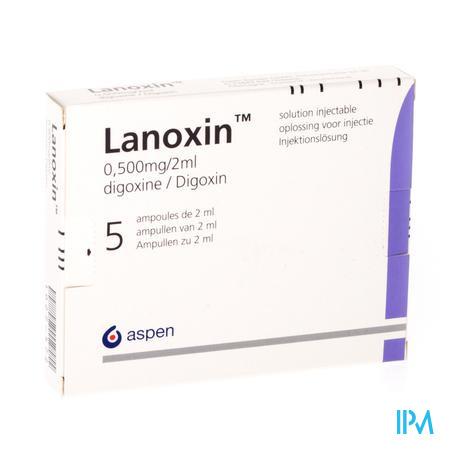 Lanoxin™
0,500mg/2ml
digoxine / Digoxin
solution injectable
oplossing voor injectie
Injektionslösung
5
ampoules de 2 ml
ampullen van 2 ml
Ampullen zu 2 ml
aspen
Lanoxin™
IPM